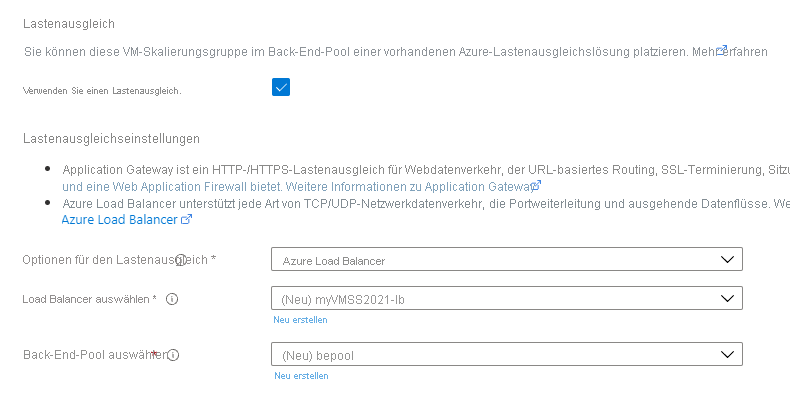 Lastenausgleich
Sie können diese VM-Skalierungsgruppe im Back-End-Pool einer vorhandenen Azure-Lastenausgleichslösung platzieren. Mehr erfahren
Verwenden Sie einen Lastenausgleich.
Lastenausgleichseinstellungen
• Application Gateway ist ein HTTP-/HTTPS-Lastenausgleich für Webdatenverkehr, der URL-basiertes Routing, SSL-Terminierung, Sitzu
und eine Web Application Firewall bietet. Weitere Informationen zu Application Gateway
• Azure Load Balancer unterstützt jede Art von TCP/UDP-Netzwerkdatenverkehr, die Portweiterleitung und ausgehende Datenflüsse. We
Azure Load Balancer
Optionen für den Lastenausgleich * Azure Load Balancer
Load Balancer auswählen * (Neu) myVMSS2021-lb
Neu erstellen
Back-End-Pool auswählen * (Neu) bepool
Neu erstellen